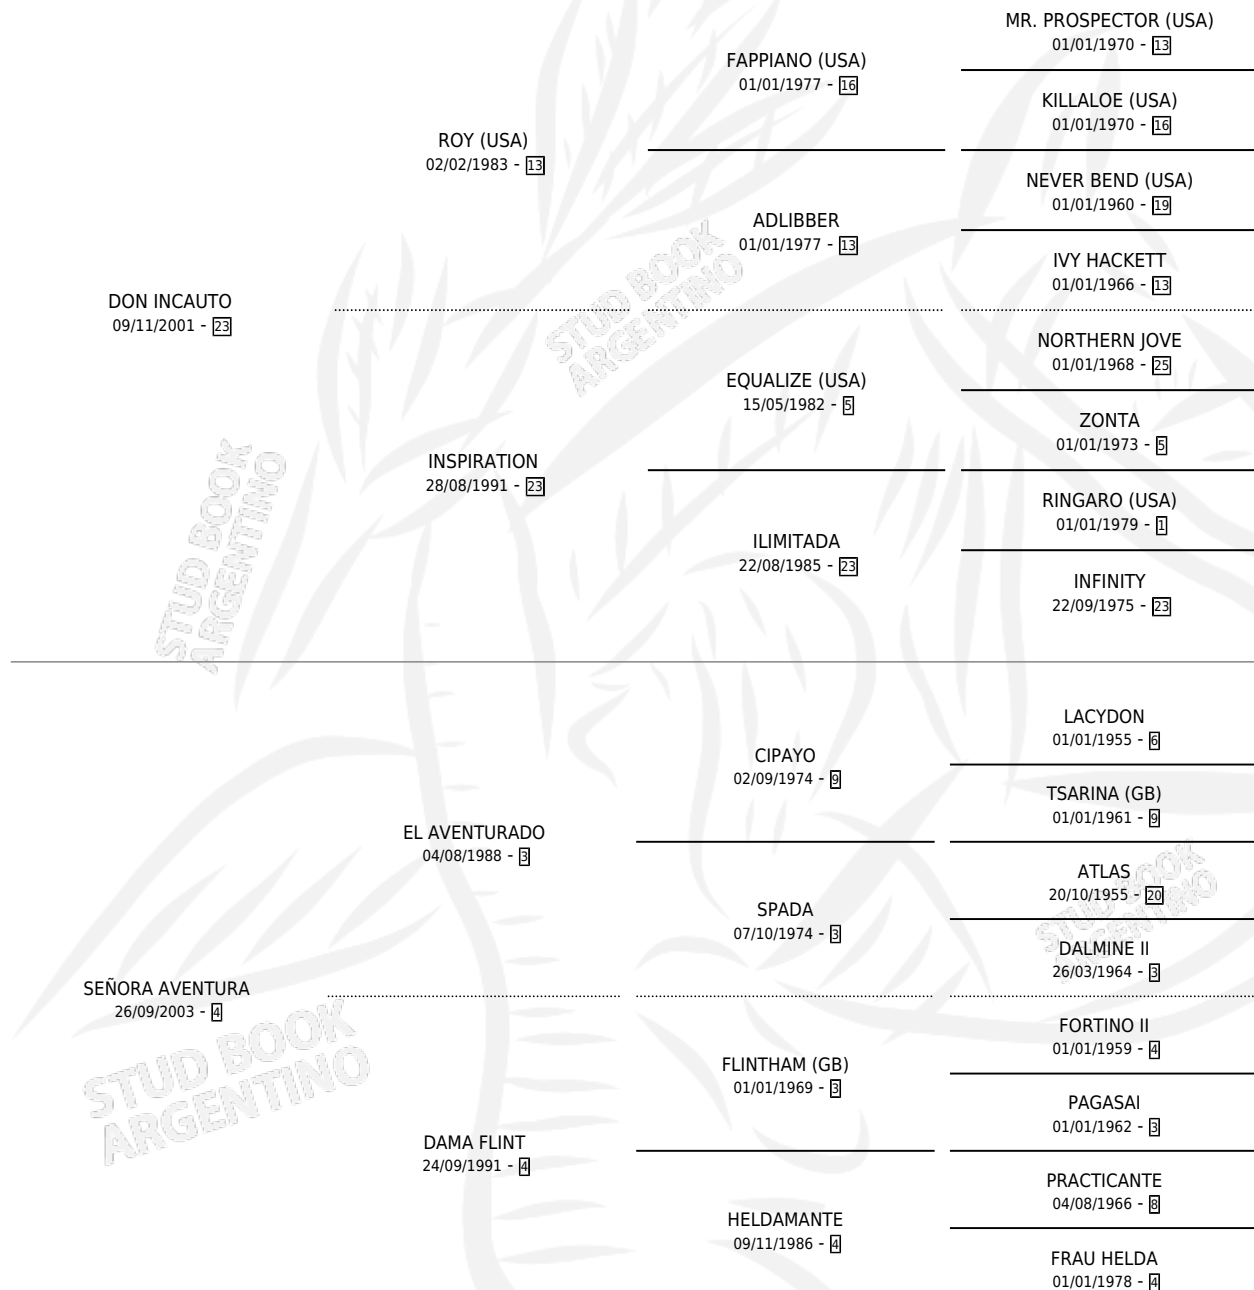 MR. PROSPECTOR (USA)
01/01/1970 - 13
FAPPIANO (USA)
01/01/1977 - 16
KILLALOE (USA)
01/01/1970 - 16
ROY (USA)
02/02/1983 - 13
NEVER BEND (USA)
01/01/1960 - 19
ADLIBBER
01/01/1977 - 13
IVY HACKETT
01/01/1966 - 13
DON INCAUTO
09/11/2001 - 23
NORTHERN JOVE
01/01/1968 - 25
EQUALIZE (USA)
15/05/1982 - 5
ZONTA
01/01/1973 - 5
INSPIRATION
28/08/1991 - 23
RINGARO (USA)
01/01/1979 - 1
ILIMITADA
22/08/1985 - 23
INFINITY
22/09/1975 - 23
LACYDON
01/01/1955 - 6
CIPAYO
02/09/1974 - 9
TSARINA (GB)
01/01/1961 - 9
EL AVENTURADO
04/08/1988 - 3
ATLAS
20/10/1955 - 20
SPADA
07/10/1974 - 3
DALMINE II
26/03/1964 - 3
SEÑORA AVENTURA
26/09/2003 - 4
FORTINO II
01/01/1959 - 4
FLINTHAM (GB)
01/01/1969 - 3
PAGASAI
01/01/1962 - 3
DAMA FLINT
24/09/1991 - 4
PRACTICANTE
04/08/1966 - 8
HELDAMANTE
09/11/1986 - 4
FRAU HELDA
01/01/1978 - 4
STUD BOOK
ARGENTINO
STUD BOOK
ARGENTINO
STUD BOOK
ARGENTINO
STUD BOOK
ARGENTINO